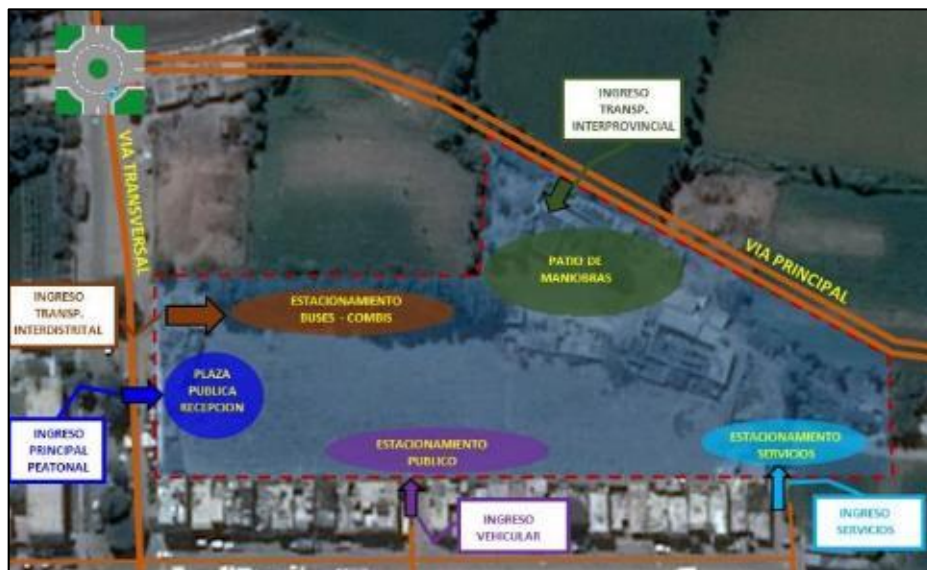 INGRESO
TRANSP.
INTERPROVINCIAL
VIA TRANSVERSAL
VIA PRINCIPAL
PATIO DE
MANIOBRAS
INGRESO
TRANSP.
INTERDISTRITAL
ESTACIONAMIENTO
BUSES - COMBIS
PLAZA
PUBLICA
RECEPCION
INGRESO
PRINCIPAL
PEATONAL
ESTACIONAMIENTO
PUBLICO
ESTACIONAMIENTO
SERVICIOS
INGRESO
VEHICULAR
INGRESO
SERVICIOS